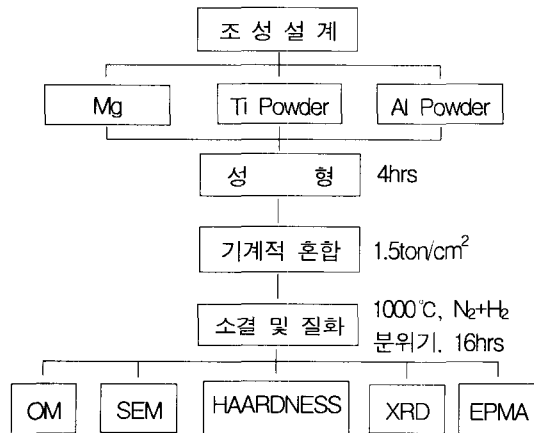 조 성 설 계
Mg
Ti Powder
Al Powder
성 형
4hrs
기계적 혼합
1.5ton/cm²
소결 및 질화
1000℃, N₂+H₂
분위기. 16hrs
OM
SEM
HAARDNESS
XRD
EPMA